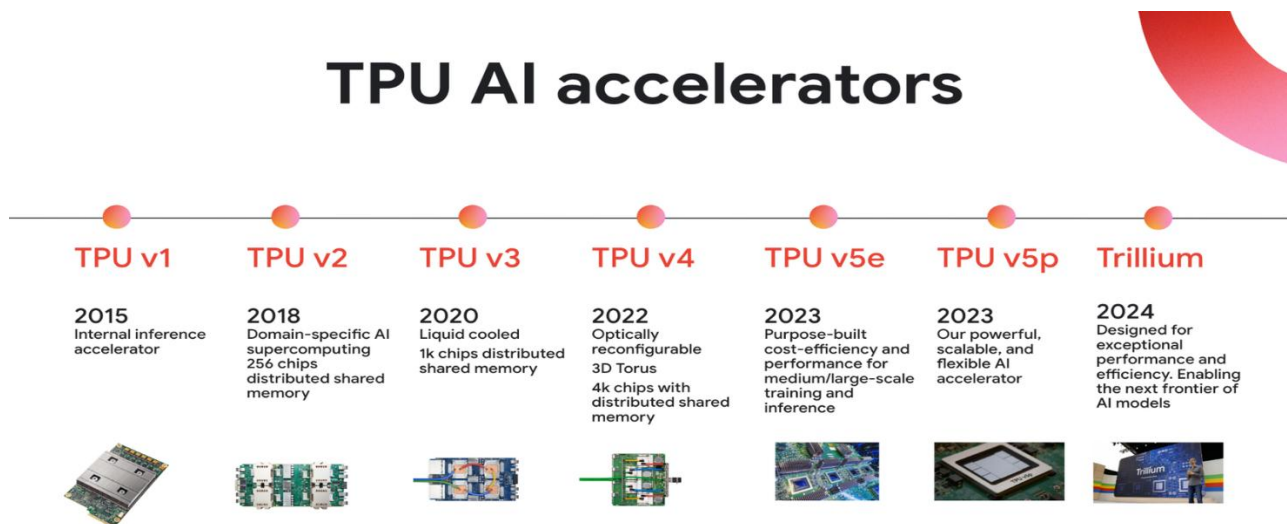 TPU AI accelerators
TPU v1
2015
Internal inference
accelerator
TPU v2
2018
Domain-specific AI
supercomputing
256 chips
distributed shared
memory
TPU v3
2020
Liquid cooled
1k chips distributed
shared memory
TPU v4
2022
Optically
reconfigurable
3D Torus
4k chips with
distributed shared
memory
TPU v5e
2023
Purpose-built
cost-efficiency and
performance for
medium/large-scale
training and
inference
TPU v5p
2023
Our powerful,
scalable, and
flexible AI
accelerator
Trillium
2024
Designed for
exceptional
performance and
efficiency. Enabling
the next frontier of
AI models
Trillium